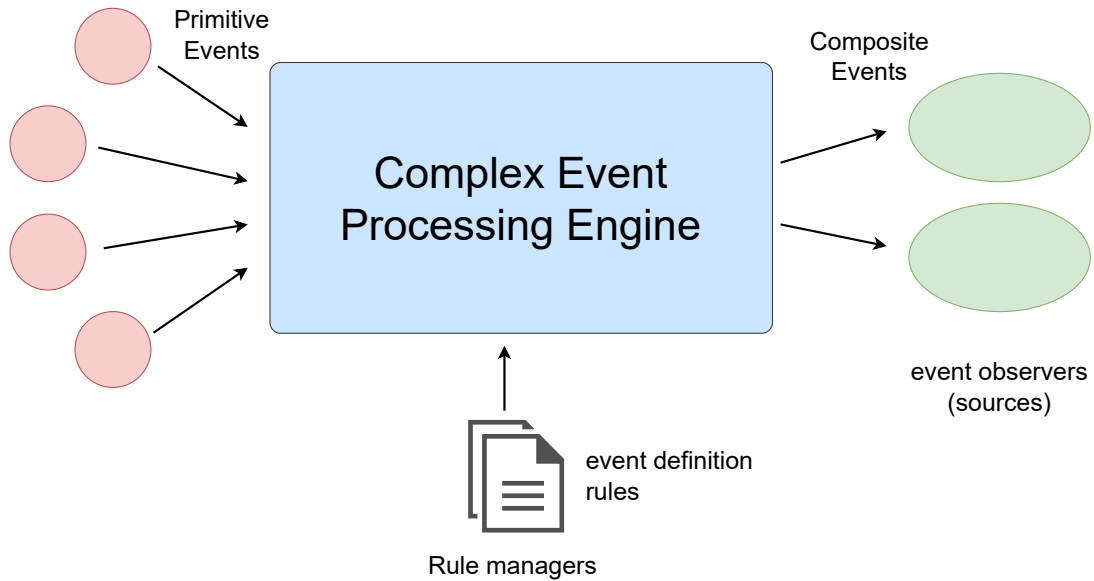 Primitive
Events
Composite
Events
Complex Event
Processing Engine
event observers
(sources)
event definition
rules
Rule managers